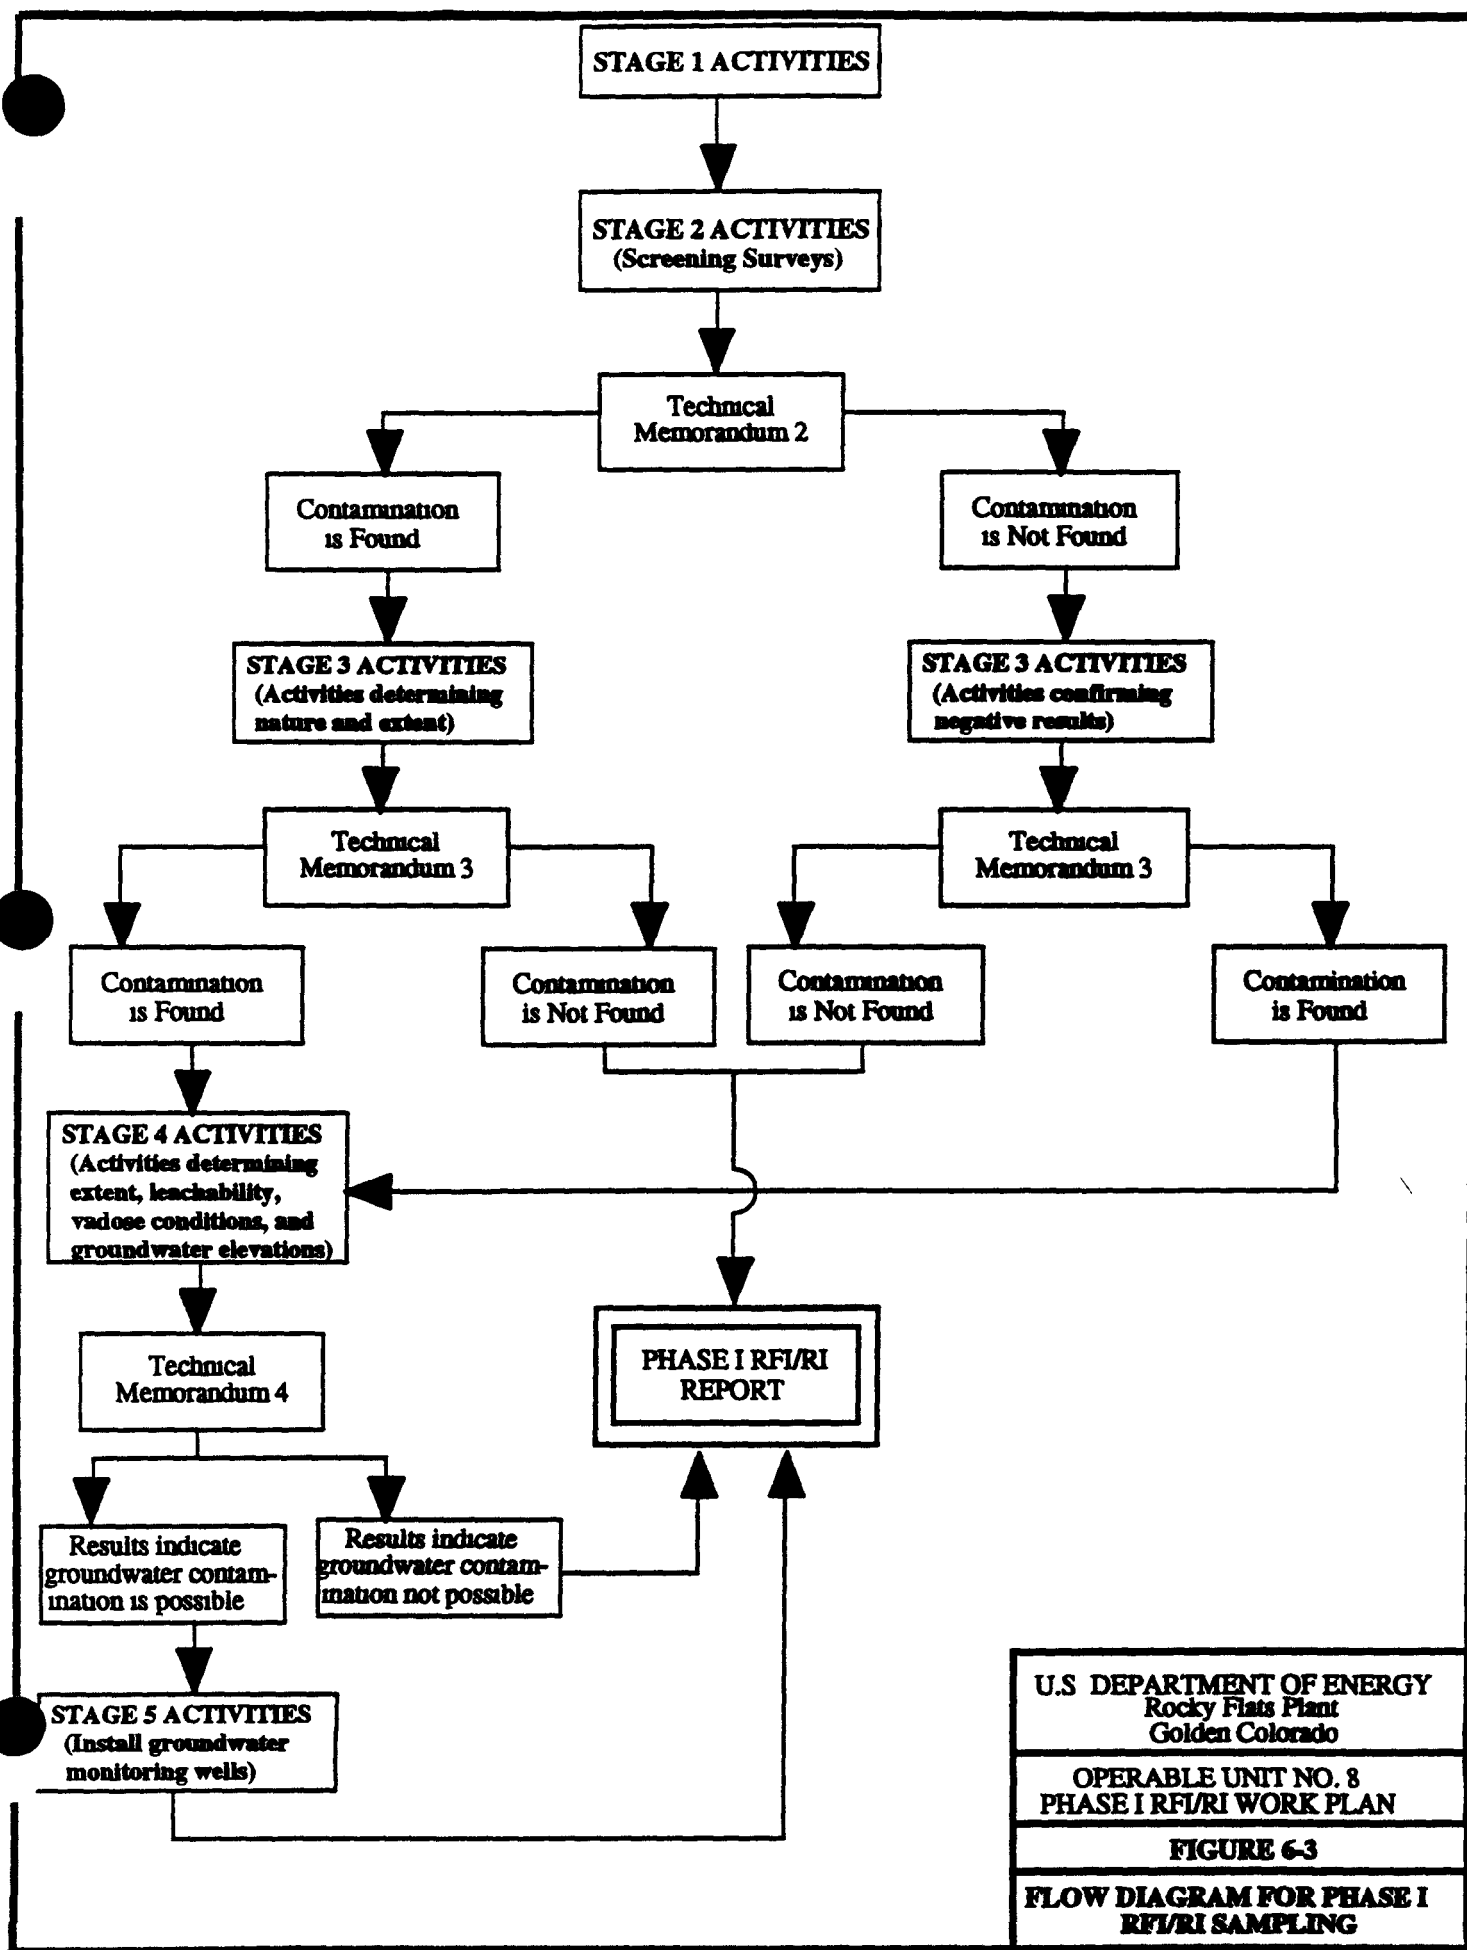 STAGE 1 ACTIVITIES
STAGE 2 ACTIVITIES
(Screening Surveys)
Technical
Memorandum 2
Contamination
is Found
Contamination
is Not Found
STAGE 3 ACTIVITIES
(Activities determining
nature and extent)
STAGE 3 ACTIVITIES
(Activities confirming
negative results)
Technical
Memorandum 3
Technical
Memorandum 3
Contamination
is Found
Contamination
is Not Found
Contamination
is Not Found
Contamination
is Found
STAGE 4 ACTIVITIES
(Activities determining
extent, leachability,
vadose conditions, and
groundwater elevations)
Technical
Memorandum 4
PHASE I RFI/RI
REPORT
Results indicate
groundwater contam-
ination is possible
Results indicate
groundwater contam-
ination not possible
STAGE 5 ACTIVITIES
(Install groundwater
monitoring wells)
U.S DEPARTMENT OF ENERGY
Rocky Flats Plant
Golden Colorado
OPERABLE UNIT NO. 8
PHASE I RFI/RI WORK PLAN
FIGURE 6-3
FLOW DIAGRAM FOR PHASE I
RFI/RI SAMPLING